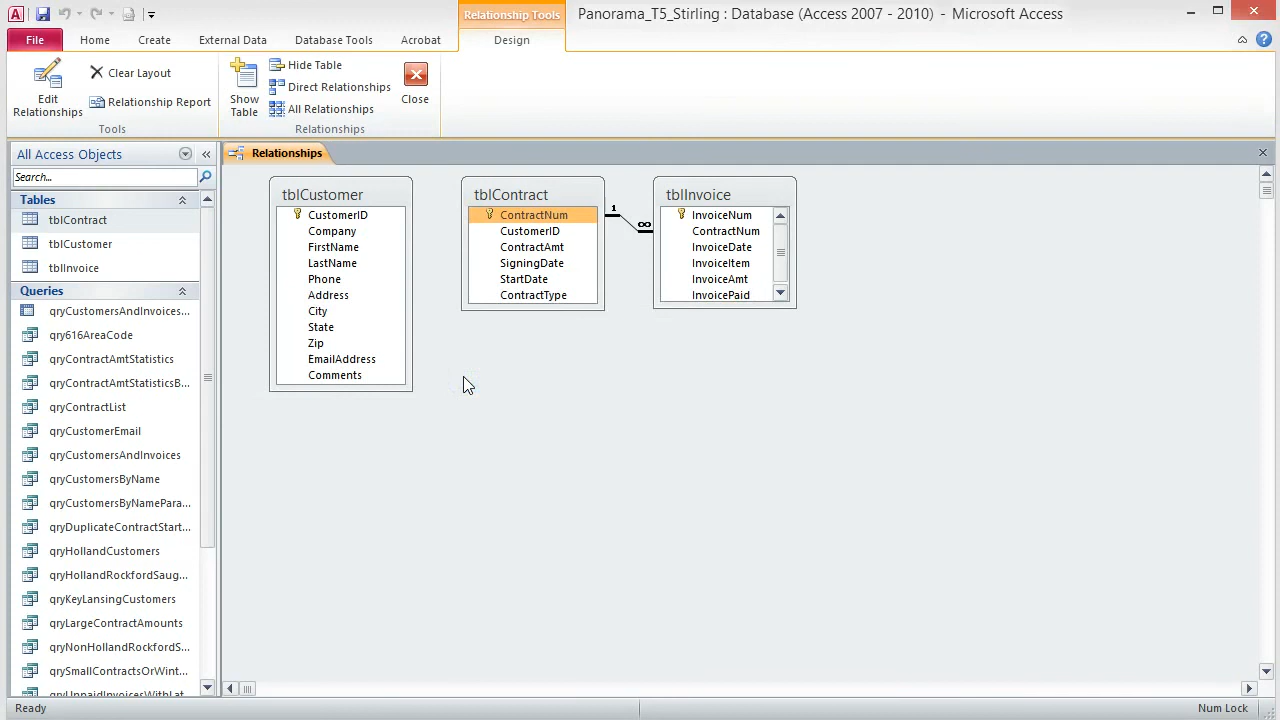 Relationship Tools
Panorama_T5_Stirling : Database (Access 2007 - 2010) - Microsoft Access
File Home Create External Data Database Tools Acrobat Design
Edit Relationships
Clear Layout
Relationship Report
Tools
Show Table
Hide Table
Direct Relationships
All Relationships
Close
Relationships
All Access Objects
Search...
Tables
tblContract
tblCustomer
tblInvoice
Queries
qryCustomersAndInvoices...
qry616AreaCode
qryContractAmtStatistics
qryContractAmtStatisticsB...
qryContractList
qryCustomerEmail
qryCustomersAndInvoices
qryCustomersByName
qryCustomersByNamePara...
qryDuplicateContractStart...
qryHollandCustomers
qryHollandRockfordSaug...
qryKeyLansingCustomers
qryLargeContractAmounts
qryNonHollandRockfordS...
qrySmallContractsOrWint...
qryUnpaidInvoicesWithLat...
Relationships
tblCustomer
CustomerID
Company
FirstName
LastName
Phone
Address
City
State
Zip
EmailAddress
Comments
tblContract
ContractNum
CustomerID
ContractAmt
SigningDate
StartDate
ContractType
1
∞
tblInvoice
InvoiceNum
ContractNum
InvoiceDate
InvoiceItem
InvoiceAmt
InvoicePaid
Ready
Num Lock